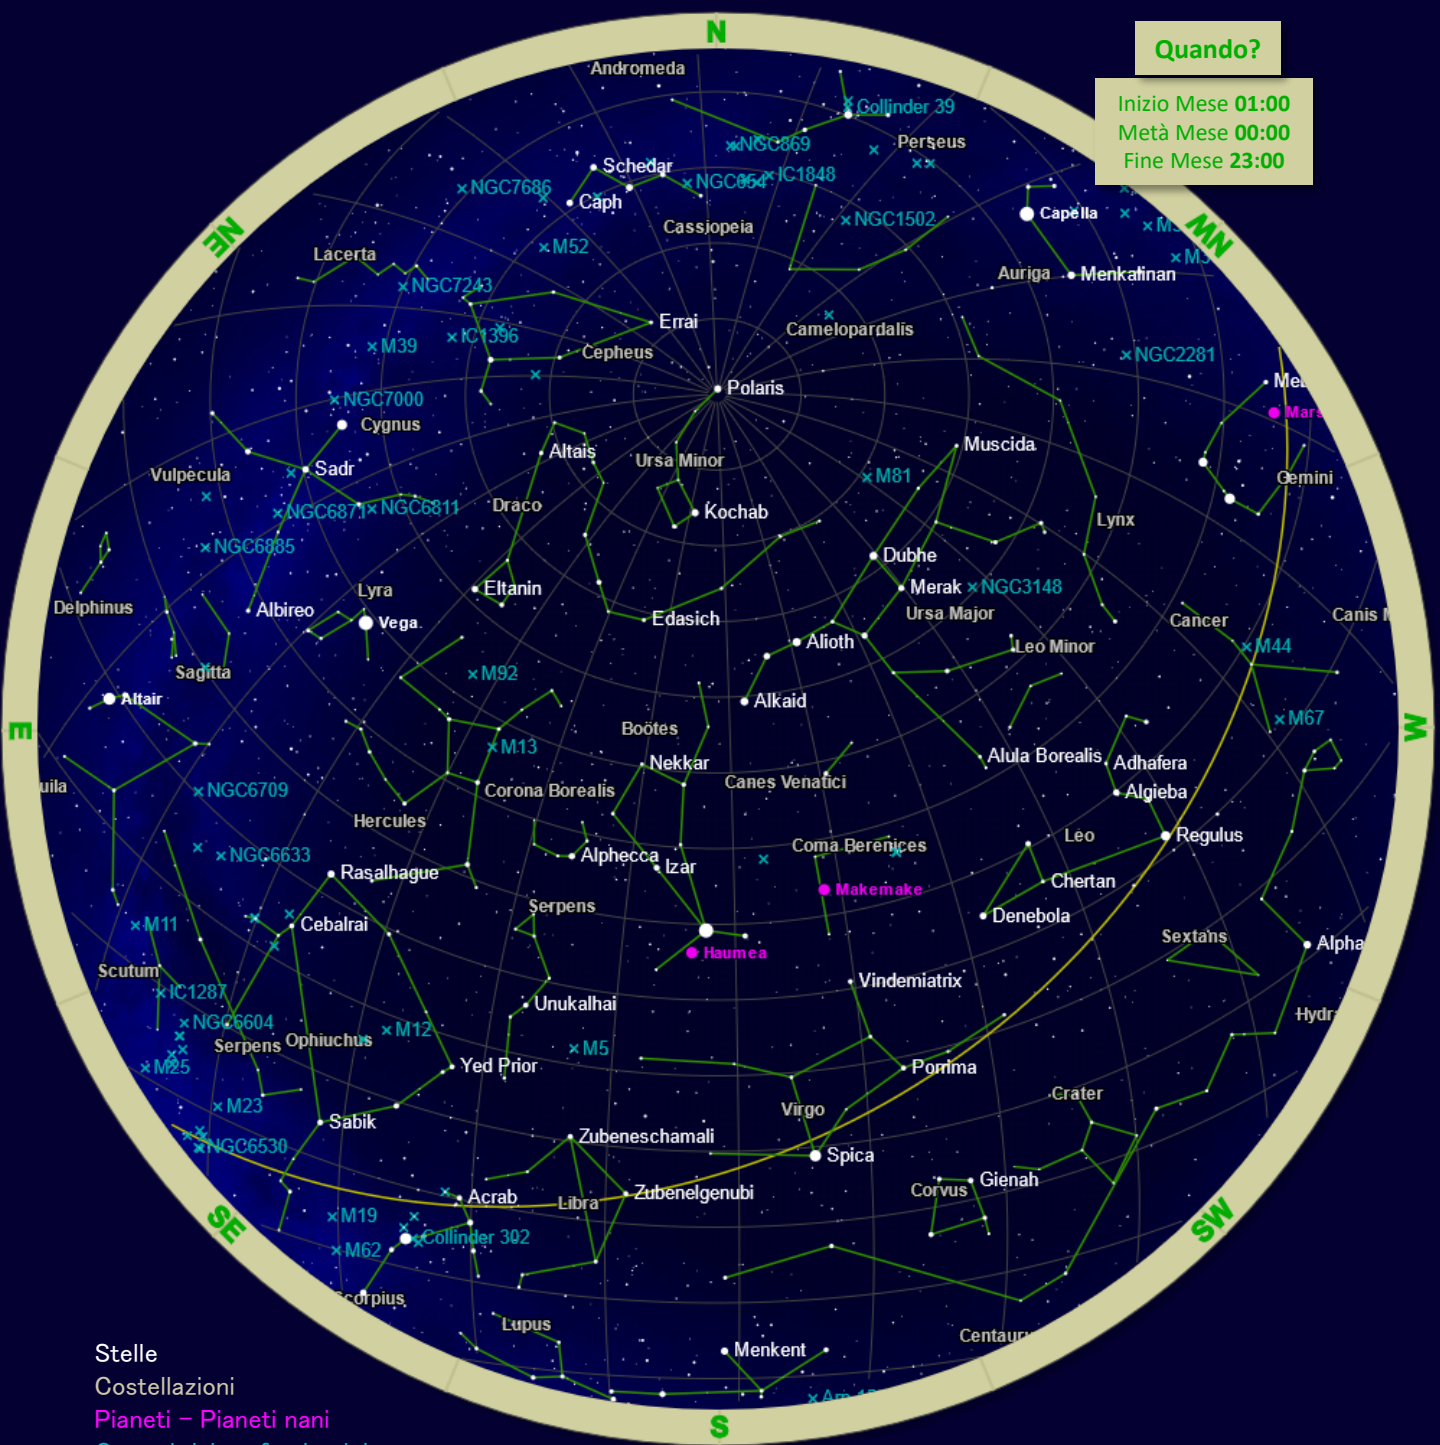 N
Quando?
Inizio Mese 01:00
Metà Mese 00:00
Fine Mese 23:00
Andromeda
Collinder 39
NGC869
Perseus
Schedar
NGC654
IC1848
NGC7686
Caph
Capella
NGC1502
Cassiopeia
NE
NW
M52
Lacerta
Auriga
Menkalinan
NGC7243
Errai
Camelopardalis
IC1396
M39
Cepheus
NGC2281
Polaris
Mars
NGC7000
Cygnus
Altais
Muscida
Ursa Minor
Sadr
Vulpecula
M81
Gemini
Draco
NGC6871
NGC6811
Kochab
Lynx
NGC6885
Dubhe
Eltanin
Merak
NGC3148
Lyra
Delphinus
Albireo
Ursa Major
Vega
Edasich
Cancer
Canis
Alioth
Leo Minor
M44
Sagitta
M92
Altair
Alkaid
M67
E
W
Boötes
M13
Nekkar
Alula Borealis
Adhafera
Canes Venatici
uila
NGC6709
Corona Borealis
Algieba
Hercules
Leo
Regulus
NGC6633
Alphecca
Coma Berenices
Izar
Rasalhague
Chertan
Makemake
Serpens
Denebola
M11
Cebalrai
Sextans
Alpha
Haumea
Scutum
Vindemiatrix
IC1287
Unukalhai
Hydr
NGC6604
M12
Serpens
Ophiuchus
M5
M25
Yed Prior
Porrima
Crater
M23
Virgo
Sabik
Zubeneschamali
NGC6530
Spica
Gienah
Acrab
Zubenelgenubi
Corvus
Libra
M19
SE
SW
Collinder 302
M62
Scorpius
Lupus
Centauru
Menkent
S
Stelle
Costellazioni
Pianeti – Pianeti nani